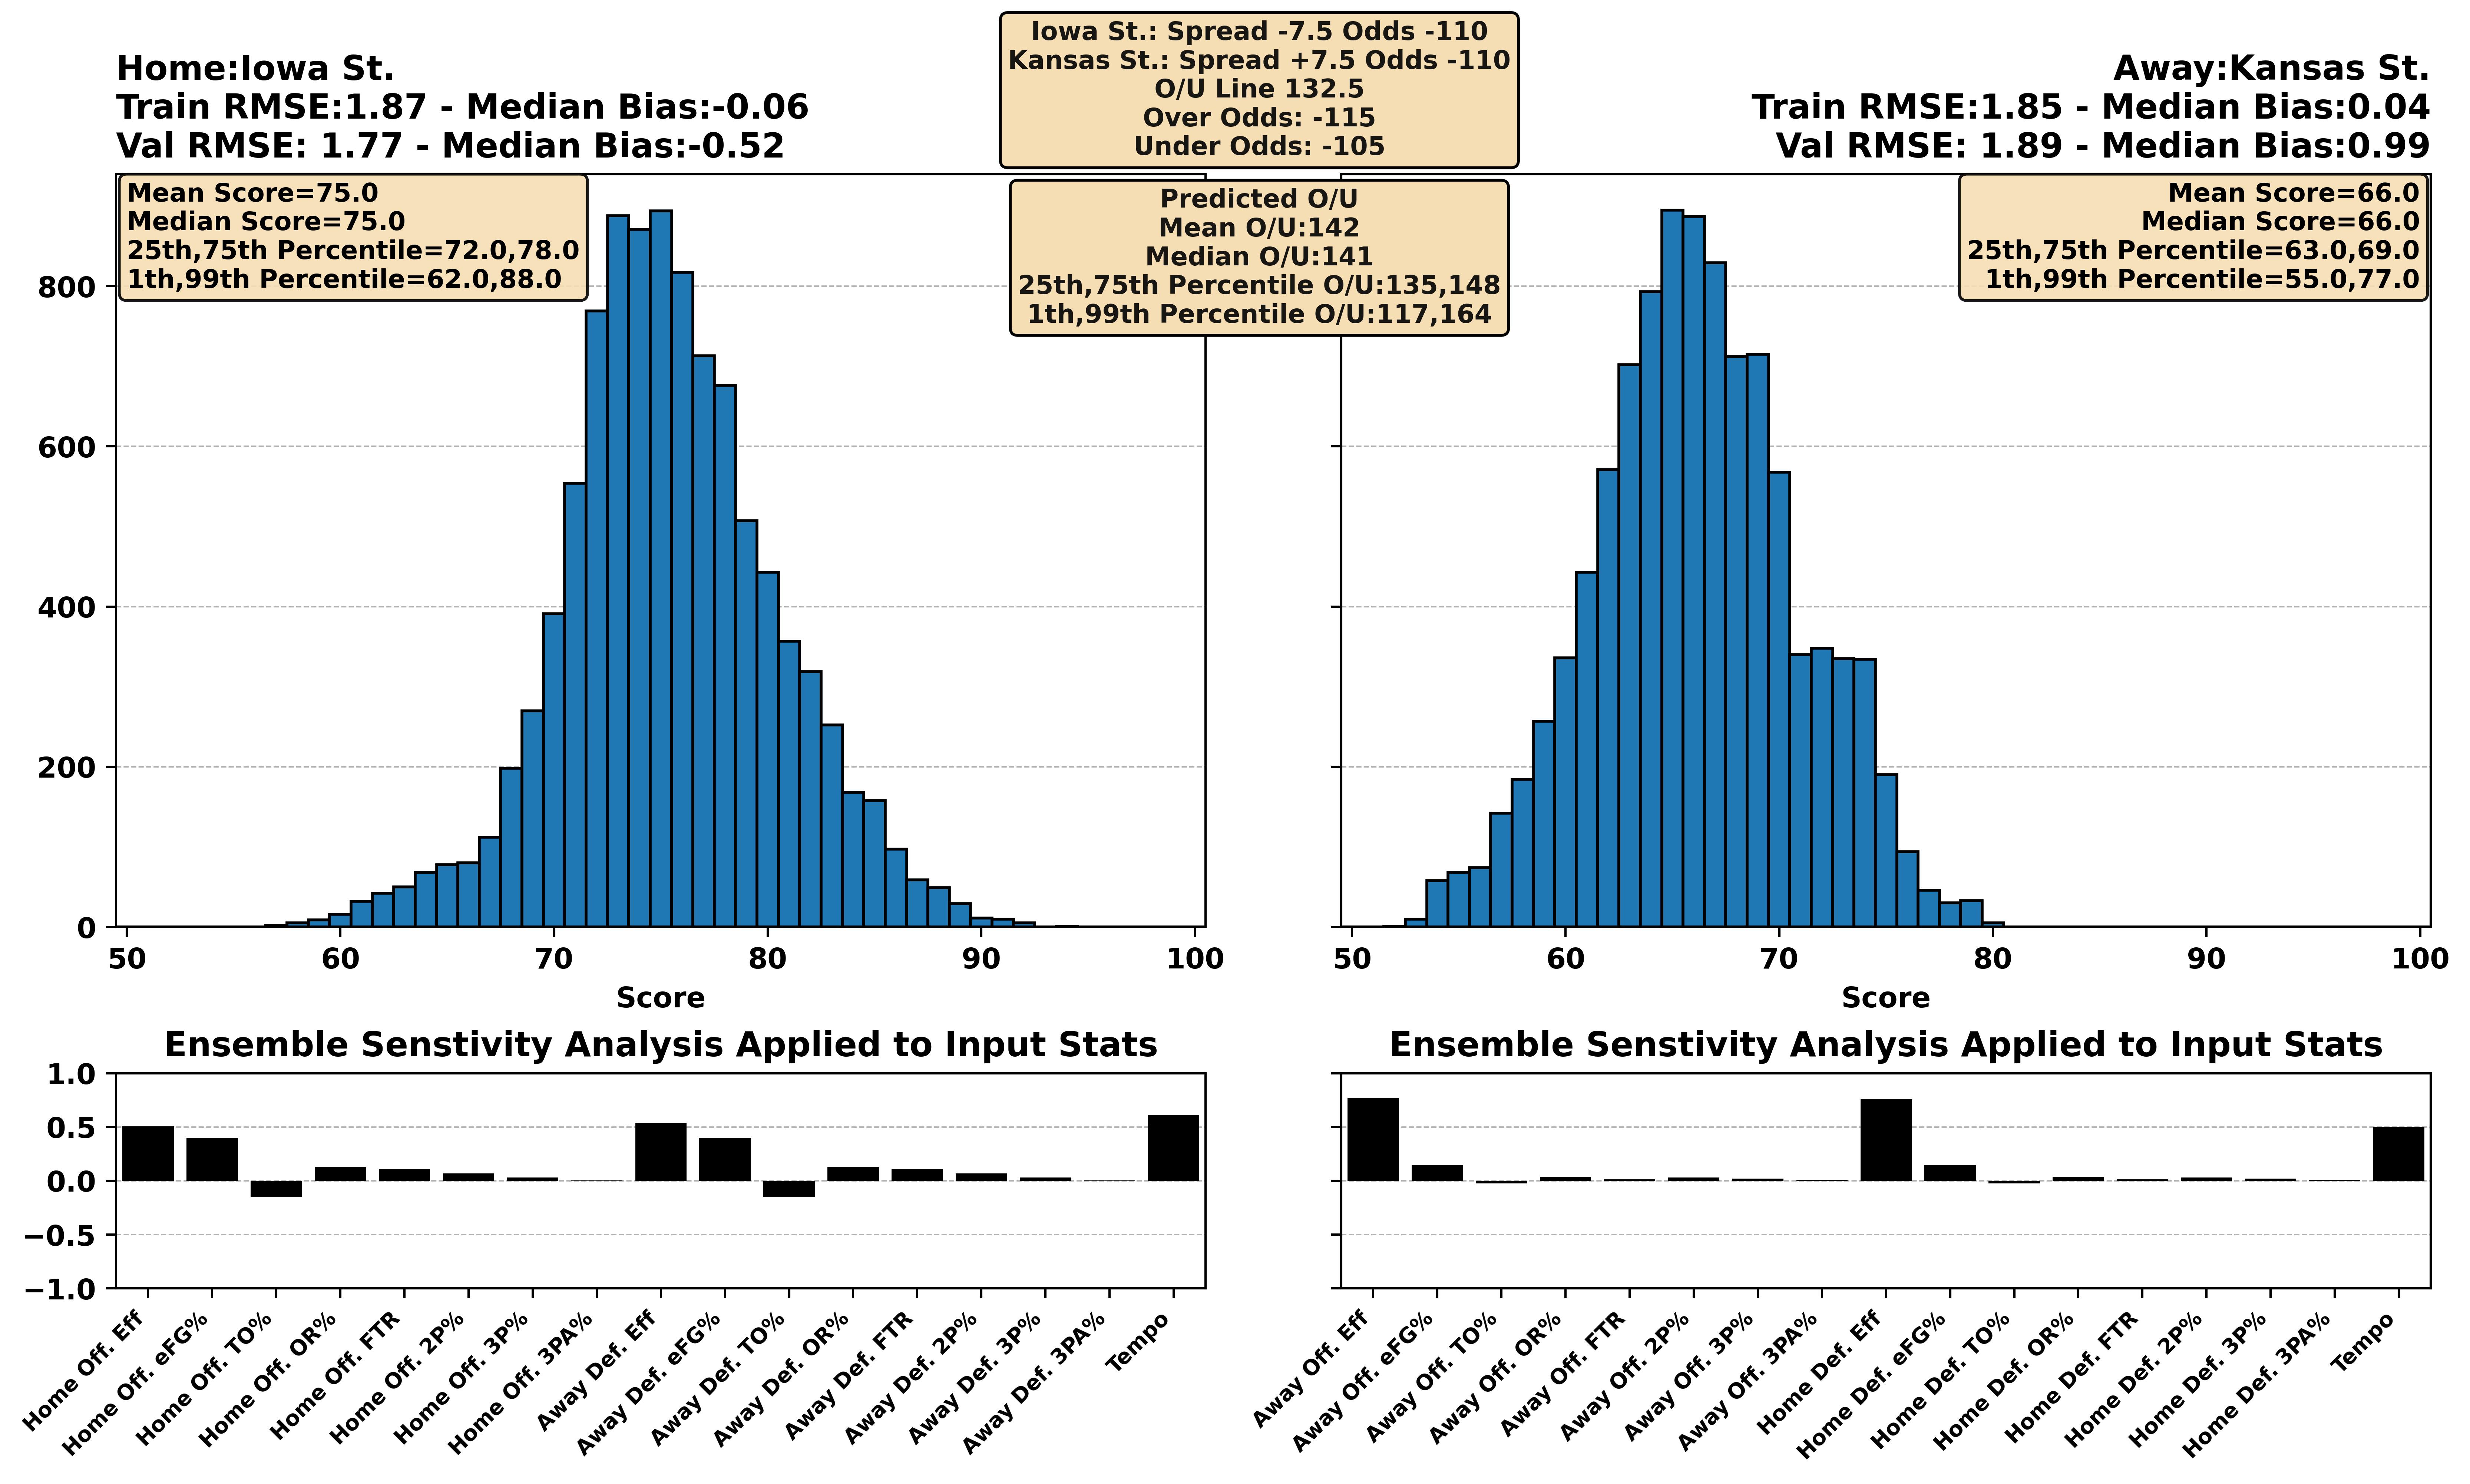 Iowa St.: Spread -7.5 Odds -110
Kansas St.: Spread +7.5 Odds -110
O/U Line 132.5
Over Odds: -115
Under Odds: -105
Home:Iowa St.
Train RMSE:1.87 - Median Bias:-0.06
Val RMSE: 1.77 - Median Bias:-0.52
Away:Kansas St.
Train RMSE:1.85 - Median Bias:0.04
Val RMSE: 1.89 - Median Bias:0.99
Mean Score=75.0
Median Score=75.0
25th,75th Percentile=72.0,78.0
1th,99th Percentile=62.0,88.0
Predicted O/U
Mean O/U:142
Median O/U:141
25th,75th Percentile O/U:135,148
1th,99th Percentile O/U:117,164
Mean Score=66.0
Median Score=66.0
25th,75th Percentile=63.0,69.0
1th,99th Percentile=55.0,77.0
800
600
400
200
0
50 60 70 80 90 100
Score
50 60 70 80 90 100
Score
Ensemble Senstivity Analysis Applied to Input Stats
Ensemble Senstivity Analysis Applied to Input Stats
1.0
0.5
0.0
−0.5
−1.0
Home Off. Eff
Home Off. eFG%
Home Off. TO%
Home Off. OR%
Home Off. FTR
Home Off. 2P%
Home Off. 3P%
Home Off. 3PA%
Away Def. Eff
Away Def. eFG%
Away Def. TO%
Away Def. OR%
Away Def. FTR
Away Def. 2P%
Away Def. 3P%
Away Def. 3PA%
Tempo
Away Off. Eff
Away Off. eFG%
Away Off. TO%
Away Off. OR%
Away Off. FTR
Away Off. 2P%
Away Off. 3P%
Away Off. 3PA%
Home Def. Eff
Home Def. eFG%
Home Def. TO%
Home Def. OR%
Home Def. FTR
Home Def. 2P%
Home Def. 3P%
Home Def. 3PA%
Tempo